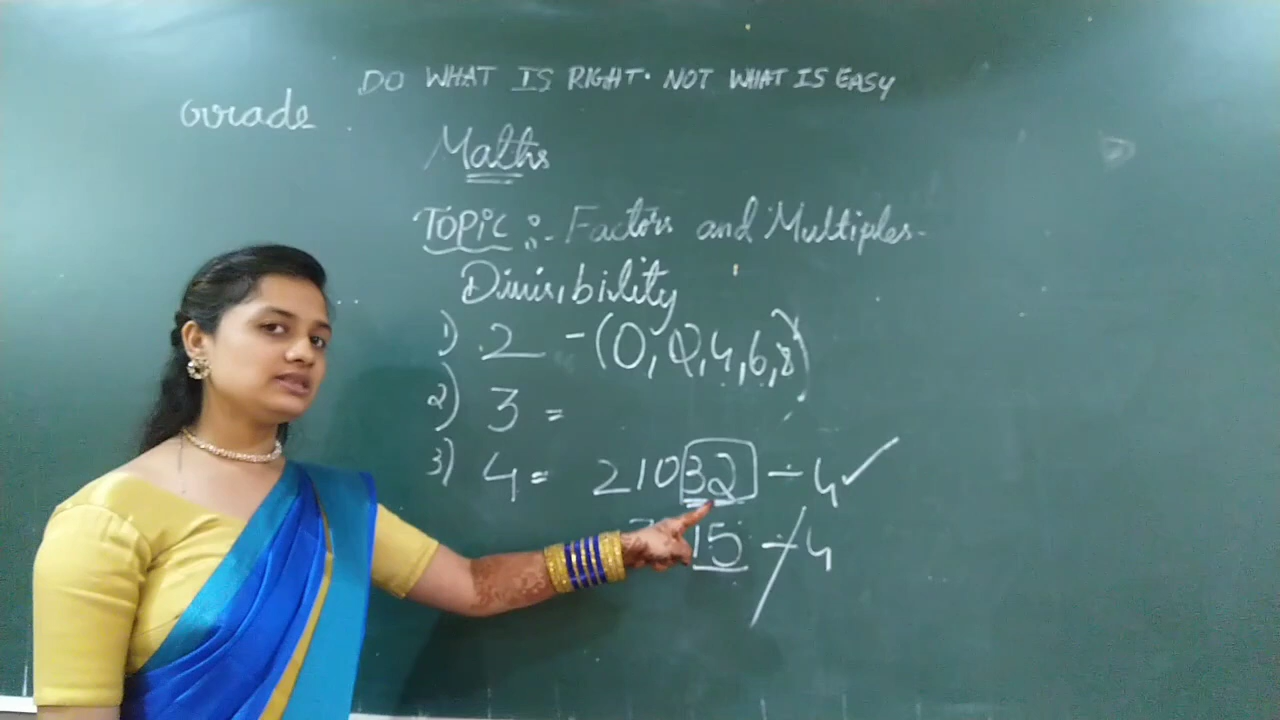 DO WHAT IS RIGHT. NOT WHAT IS EASY
Grade
Maths
TOPIC :- Factors and Multiples-
Divisibility
1) 2 - (0, 2, 4, 6, 8)
2) 3 =
3) 4 = 21032 ÷ 4 ✓
15 ÷ 4